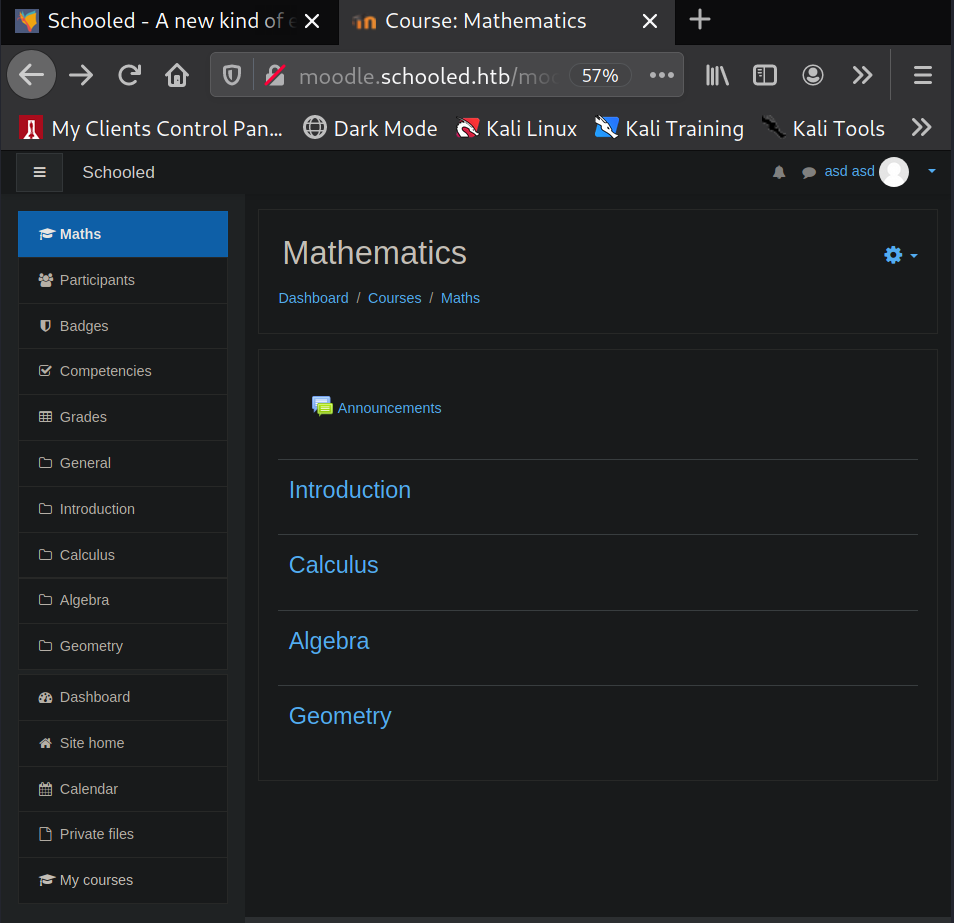 Schooled - A new kind of e
Course: Mathematics
moodle.schooled.htb/moo
57%
My Clients Control Pan...
Dark Mode
Kali Linux
Kali Training
Kali Tools
Schooled
asd asd
Maths
Participants
Badges
Competencies
Grades
General
Introduction
Calculus
Algebra
Geometry
Dashboard
Site home
Calendar
Private files
My courses
Mathematics
Dashboard / Courses / Maths
Announcements
Introduction
Calculus
Algebra
Geometry